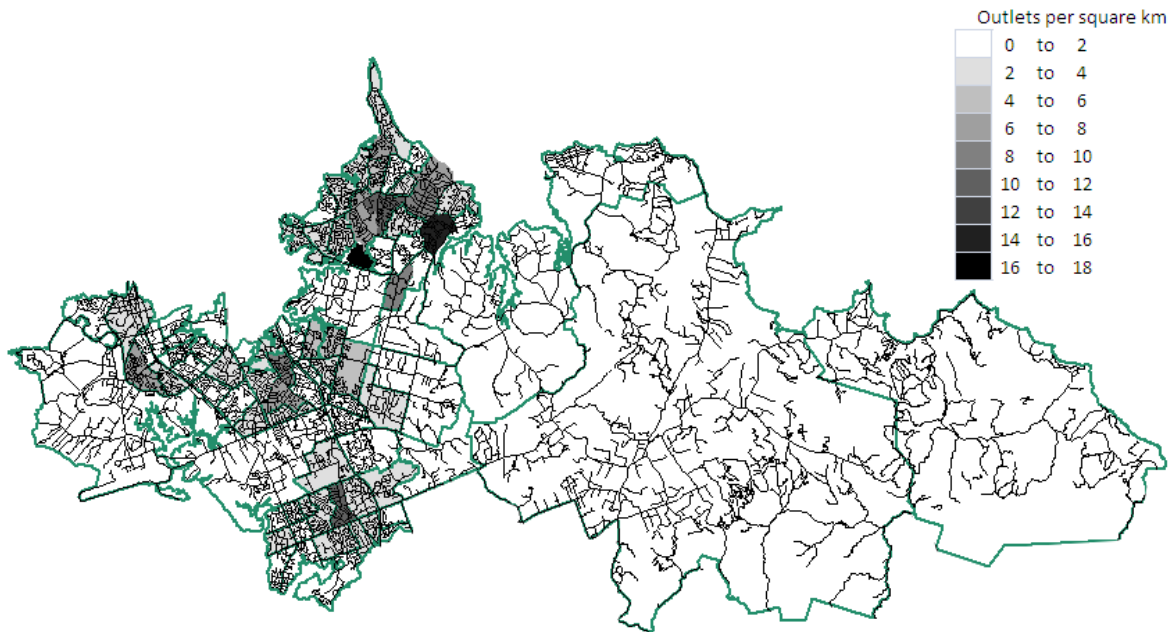 Outlets per square km
0 to 2
2 to 4
4 to 6
6 to 8
8 to 10
10 to 12
12 to 14
14 to 16
16 to 18